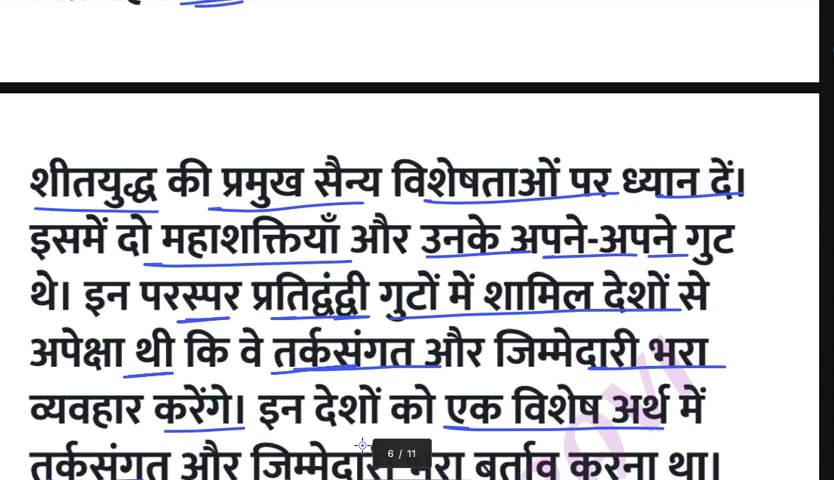 शीतयुद्ध की प्रमुख सैन्य विशेषताओं पर ध्यान दें।
इसमें दो महाशक्तियाँ और उनके अपने-अपने गुट
थे। इन परस्पर प्रतिद्वंद्वी गुटों में शामिल देशों से
अपेक्षा थी कि वे तर्कसंगत और जिम्मेदारी भरा
व्यवहार करेंगे। इन देशों को एक विशेष अर्थ में
तर्कसंगत और जिम्मेदारी भरा बर्ताव करना था।
6 / 11